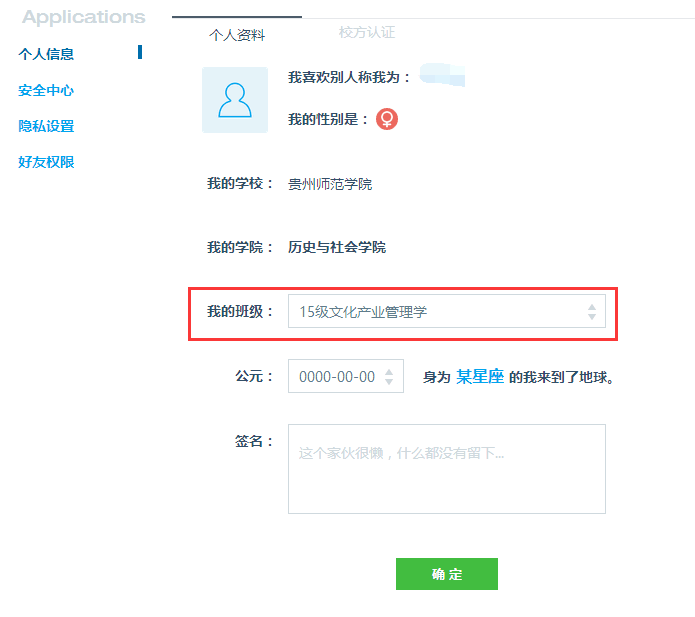 Applications
个人信息
安全中心
隐私设置
好友权限
个人资料
校方认证
我喜欢别人称我为：
我的性别是：
我的学校： 贵州师范学院
我的学院： 历史与社会学院
我的班级： 15级文化产业管理学
公元： 0000-00-00 身为 某星座 的我来到了地球。
签名：
这个家伙很懒，什么都没有留下...
确 定